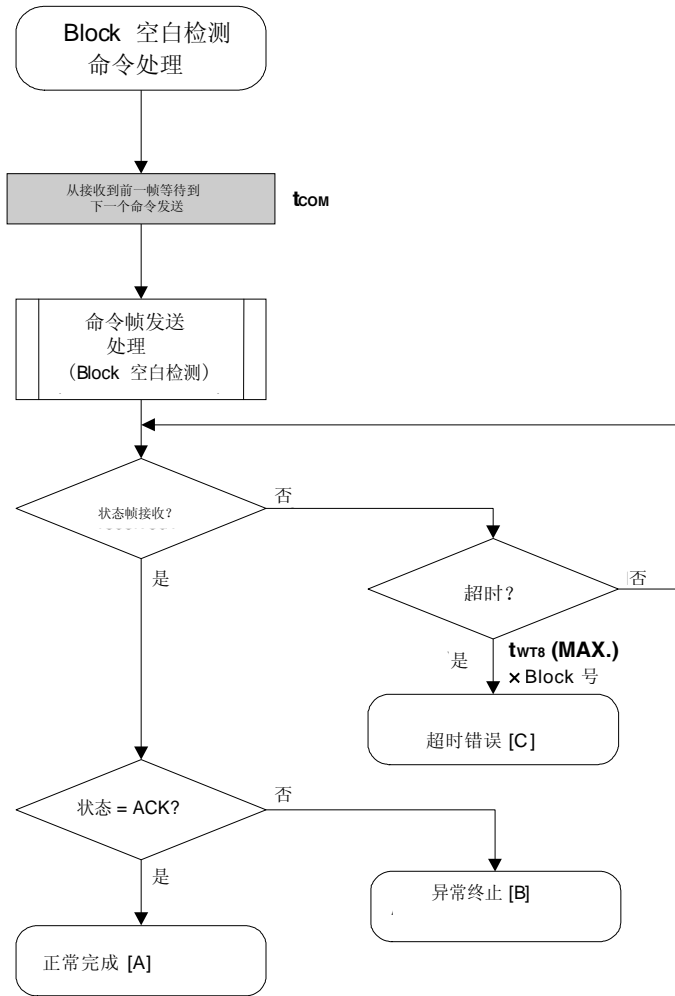 Block 空白检测
命令处理
从接收到前一帧等待到
下一个命令发送
tCOM
命令帧发送
处理
（Block 空白检测）
状态帧接收？
否
是
超时？
否
是
tWT8 (MAX.)
× Block 号
超时错误 [C]
状态 = ACK?
否
是
异常终止 [B]
正常完成 [A]